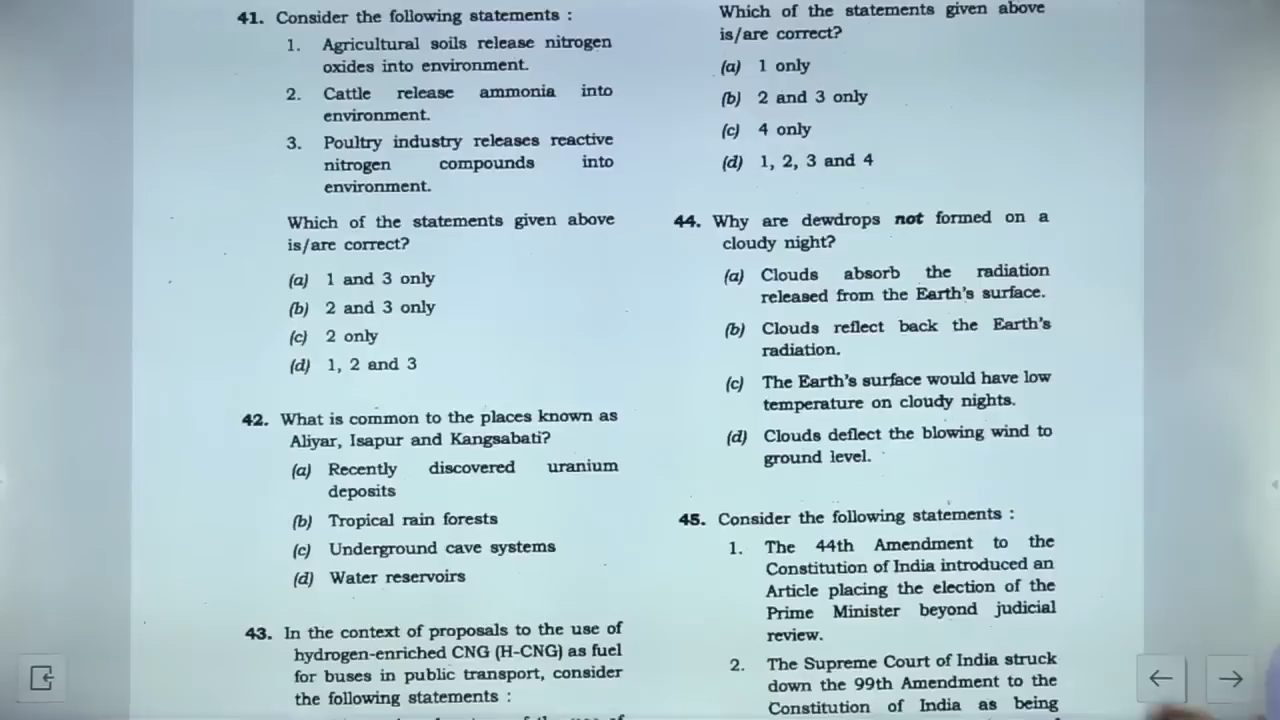 41. Consider the following statements :
1. Agricultural soils release nitrogen
oxides into environment.
2. Cattle release ammonia into
environment.
3. Poultry industry releases reactive
nitrogen compounds into
environment.
Which of the statements given above
is/are correct?
(a) 1 and 3 only
(b) 2 and 3 only
(c) 2 only
(d) 1, 2 and 3
42. What is common to the places known as
Aliyar, Isapur and Kangsabati?
(a) Recently discovered uranium
deposits
(b) Tropical rain forests
(c) Underground cave systems
(d) Water reservoirs
43. In the context of proposals to the use of
hydrogen-enriched CNG (H-CNG) as fuel
for buses in public transport, consider
the following statements :
Which of the statements given above
is/are correct?
(a) 1 only
(b) 2 and 3 only
(c) 4 only
(d) 1, 2, 3 and 4
44. Why are dewdrops not formed on a
cloudy night?
(a) Clouds absorb the radiation
released from the Earth's surface.
(b) Clouds reflect back the Earth's
radiation.
(c) The Earth's surface would have low
temperature on cloudy nights.
(d) Clouds deflect the blowing wind to
ground level.
45. Consider the following statements :
1. The 44th Amendment to the
Constitution of India introduced an
Article placing the election of the
Prime Minister beyond judicial
review.
2. The Supreme Court of India struck
down the 99th Amendment to the
Constitution of India as being